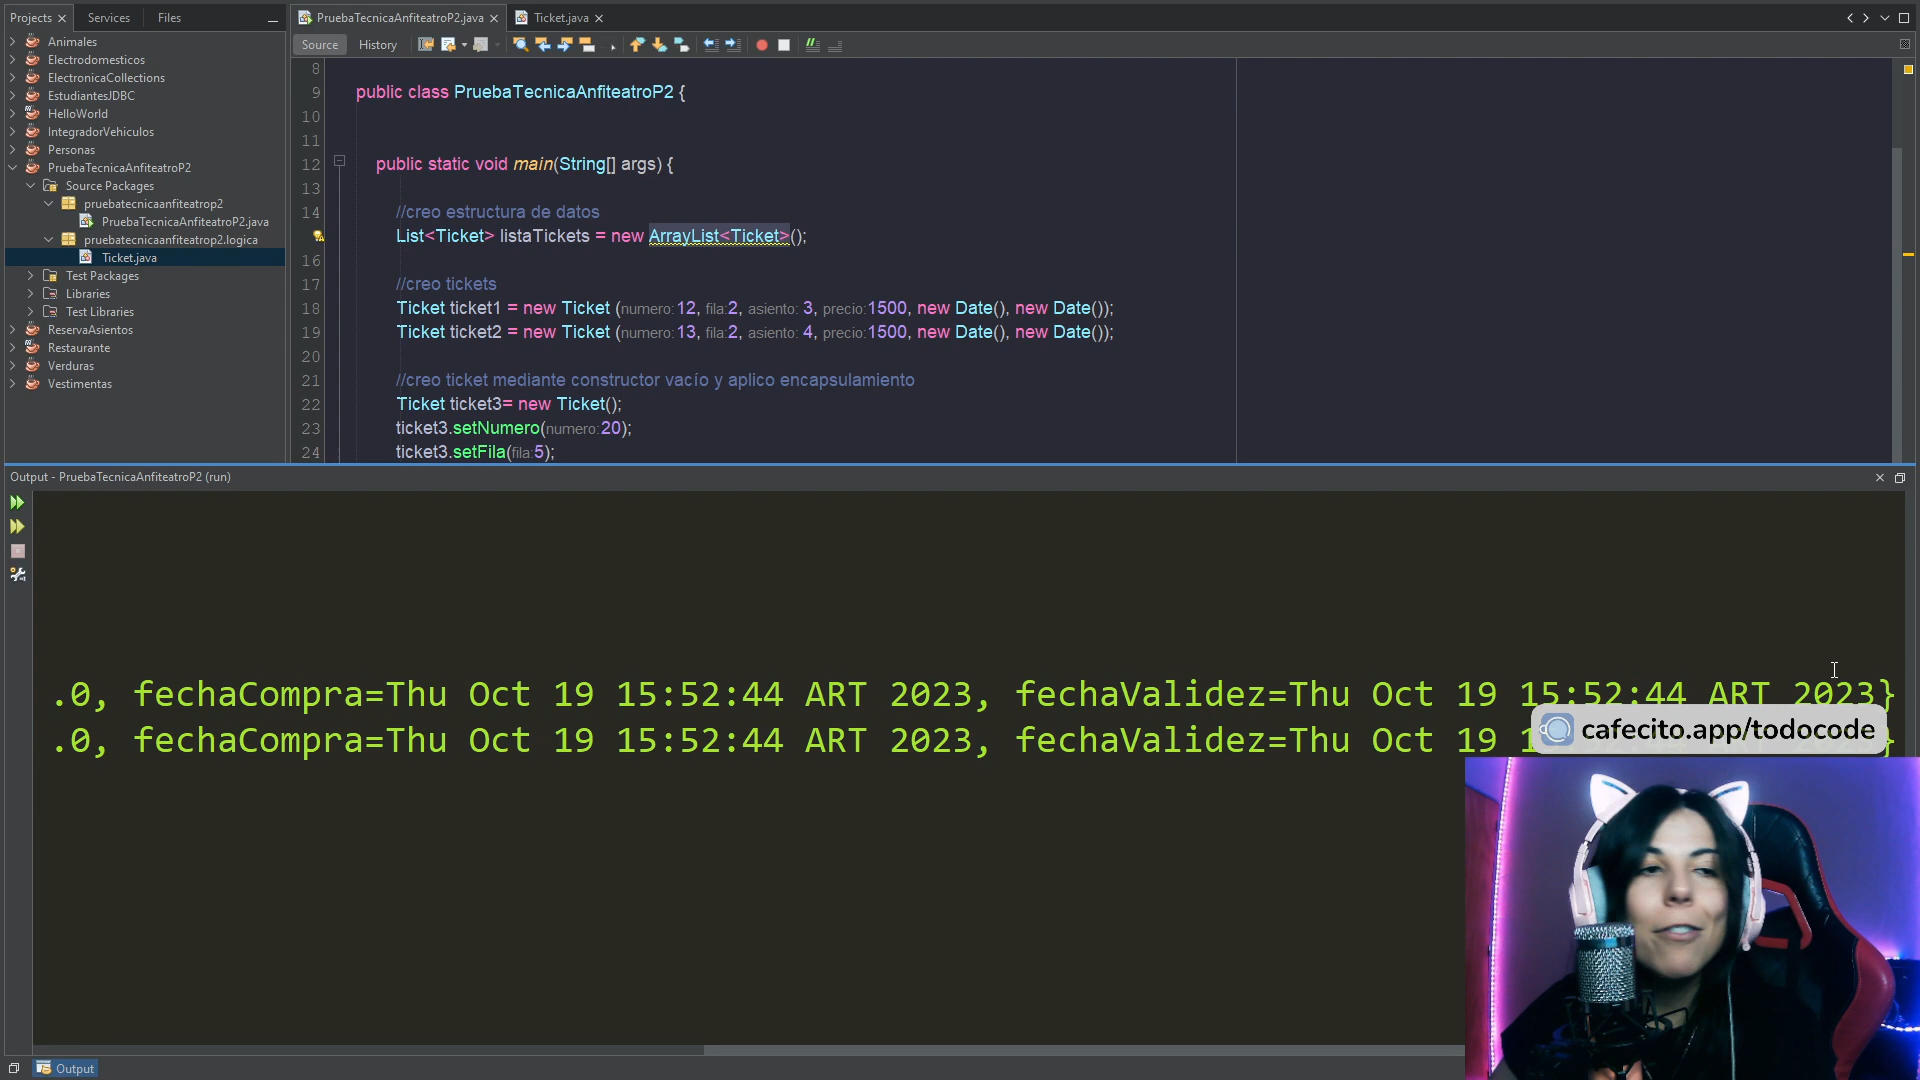 Projects Services Files
PruebaTecnicaAnfiteatroP2.java Ticket.java
Source History
Animales
Electrodomesticos
ElectronicaCollections
EstudiantesJDBC
HelloWorld
IntegradorVehiculos
Personas
PruebaTecnicaAnfiteatroP2
Source Packages
pruebatecnicaanfiteatrop2
PruebaTecnicaAnfiteatroP2.java
pruebatecnicaanfiteatrop2.logica
Ticket.java
Test Packages
Libraries
Test Libraries
ReservaAsientos
Restaurante
Verduras
Vestimentas
8
9 public class PruebaTecnicaAnfiteatroP2 {
10
11
12 public static void main(String[] args) {
13
14 //creo estructura de datos
List<Ticket> listaTickets = new ArrayList<Ticket>();
16
17 //creo tickets
18 Ticket ticket1 = new Ticket (numero: 12, fila: 2, asiento: 3, precio: 1500, new Date(), new Date());
19 Ticket ticket2 = new Ticket (numero: 13, fila: 2, asiento: 4, precio: 1500, new Date(), new Date());
20
21 //creo ticket mediante constructor vacío y aplico encapsulamiento
22 Ticket ticket3= new Ticket();
23 ticket3.setNumero(numero: 20);
24 ticket3.setFila(fila: 5);
Output - PruebaTecnicaAnfiteatroP2 (run)
.0, fechaCompra=Thu Oct 19 15:52:44 ART 2023, fechaValidez=Thu Oct 19 15:52:44 ART 2023}
.0, fechaCompra=Thu Oct 19 15:52:44 ART 2023, fechaValidez=Thu Oct 19
cafecito.app/todocode
Output